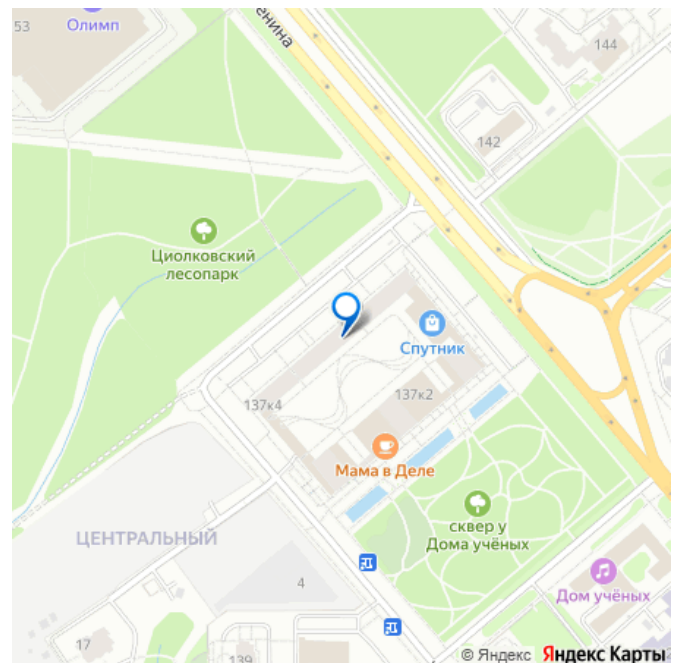 53
Олимп
енина
144
142
Циолковский
лесопарк
Спутник
137к4
137к2
Мама в Деле
ЦЕНТРАЛЬНЫЙ
сквер у
Дома учёных
4
Дом учёных
17
139
© Яндекс Яндекс Карты